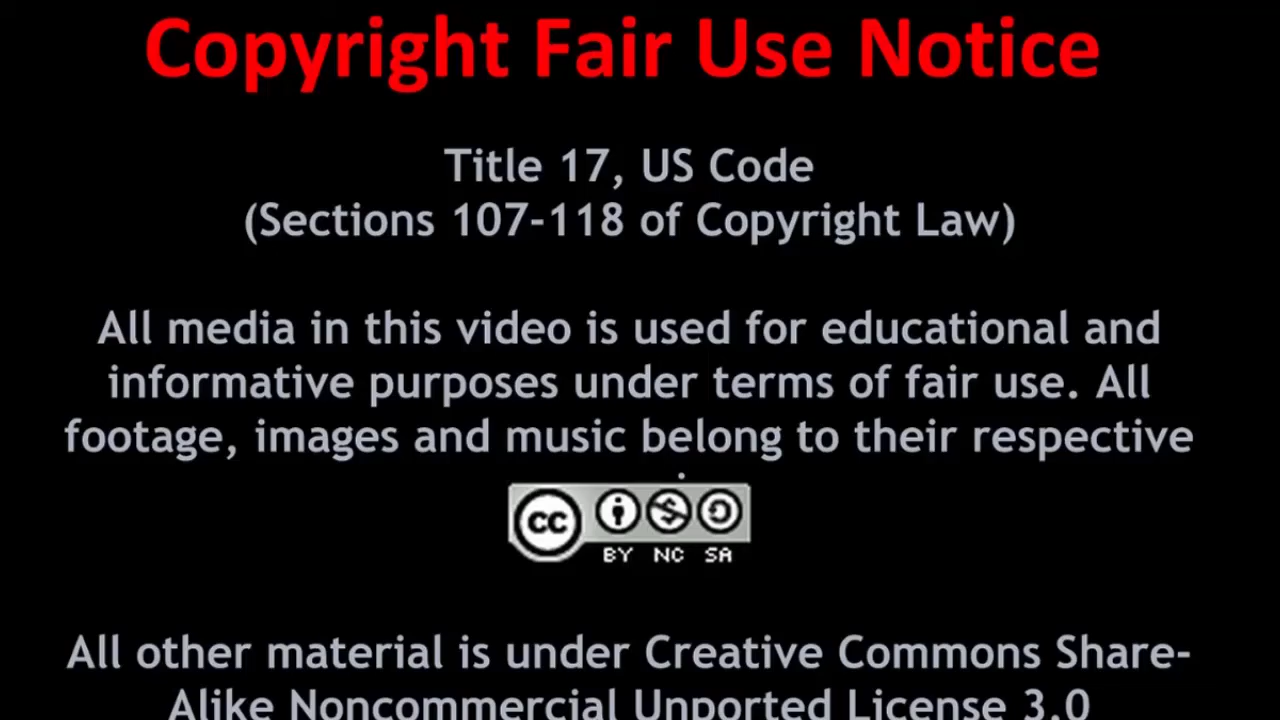 Copyright Fair Use Notice
Title 17, US Code
(Sections 107-118 of Copyright Law)
All media in this video is used for educational and
informative purposes under terms of fair use. All
footage, images and music belong to their respective
cc
BY NC SA
All other material is under Creative Commons Share-
Alike Noncommercial Unported License 3.0